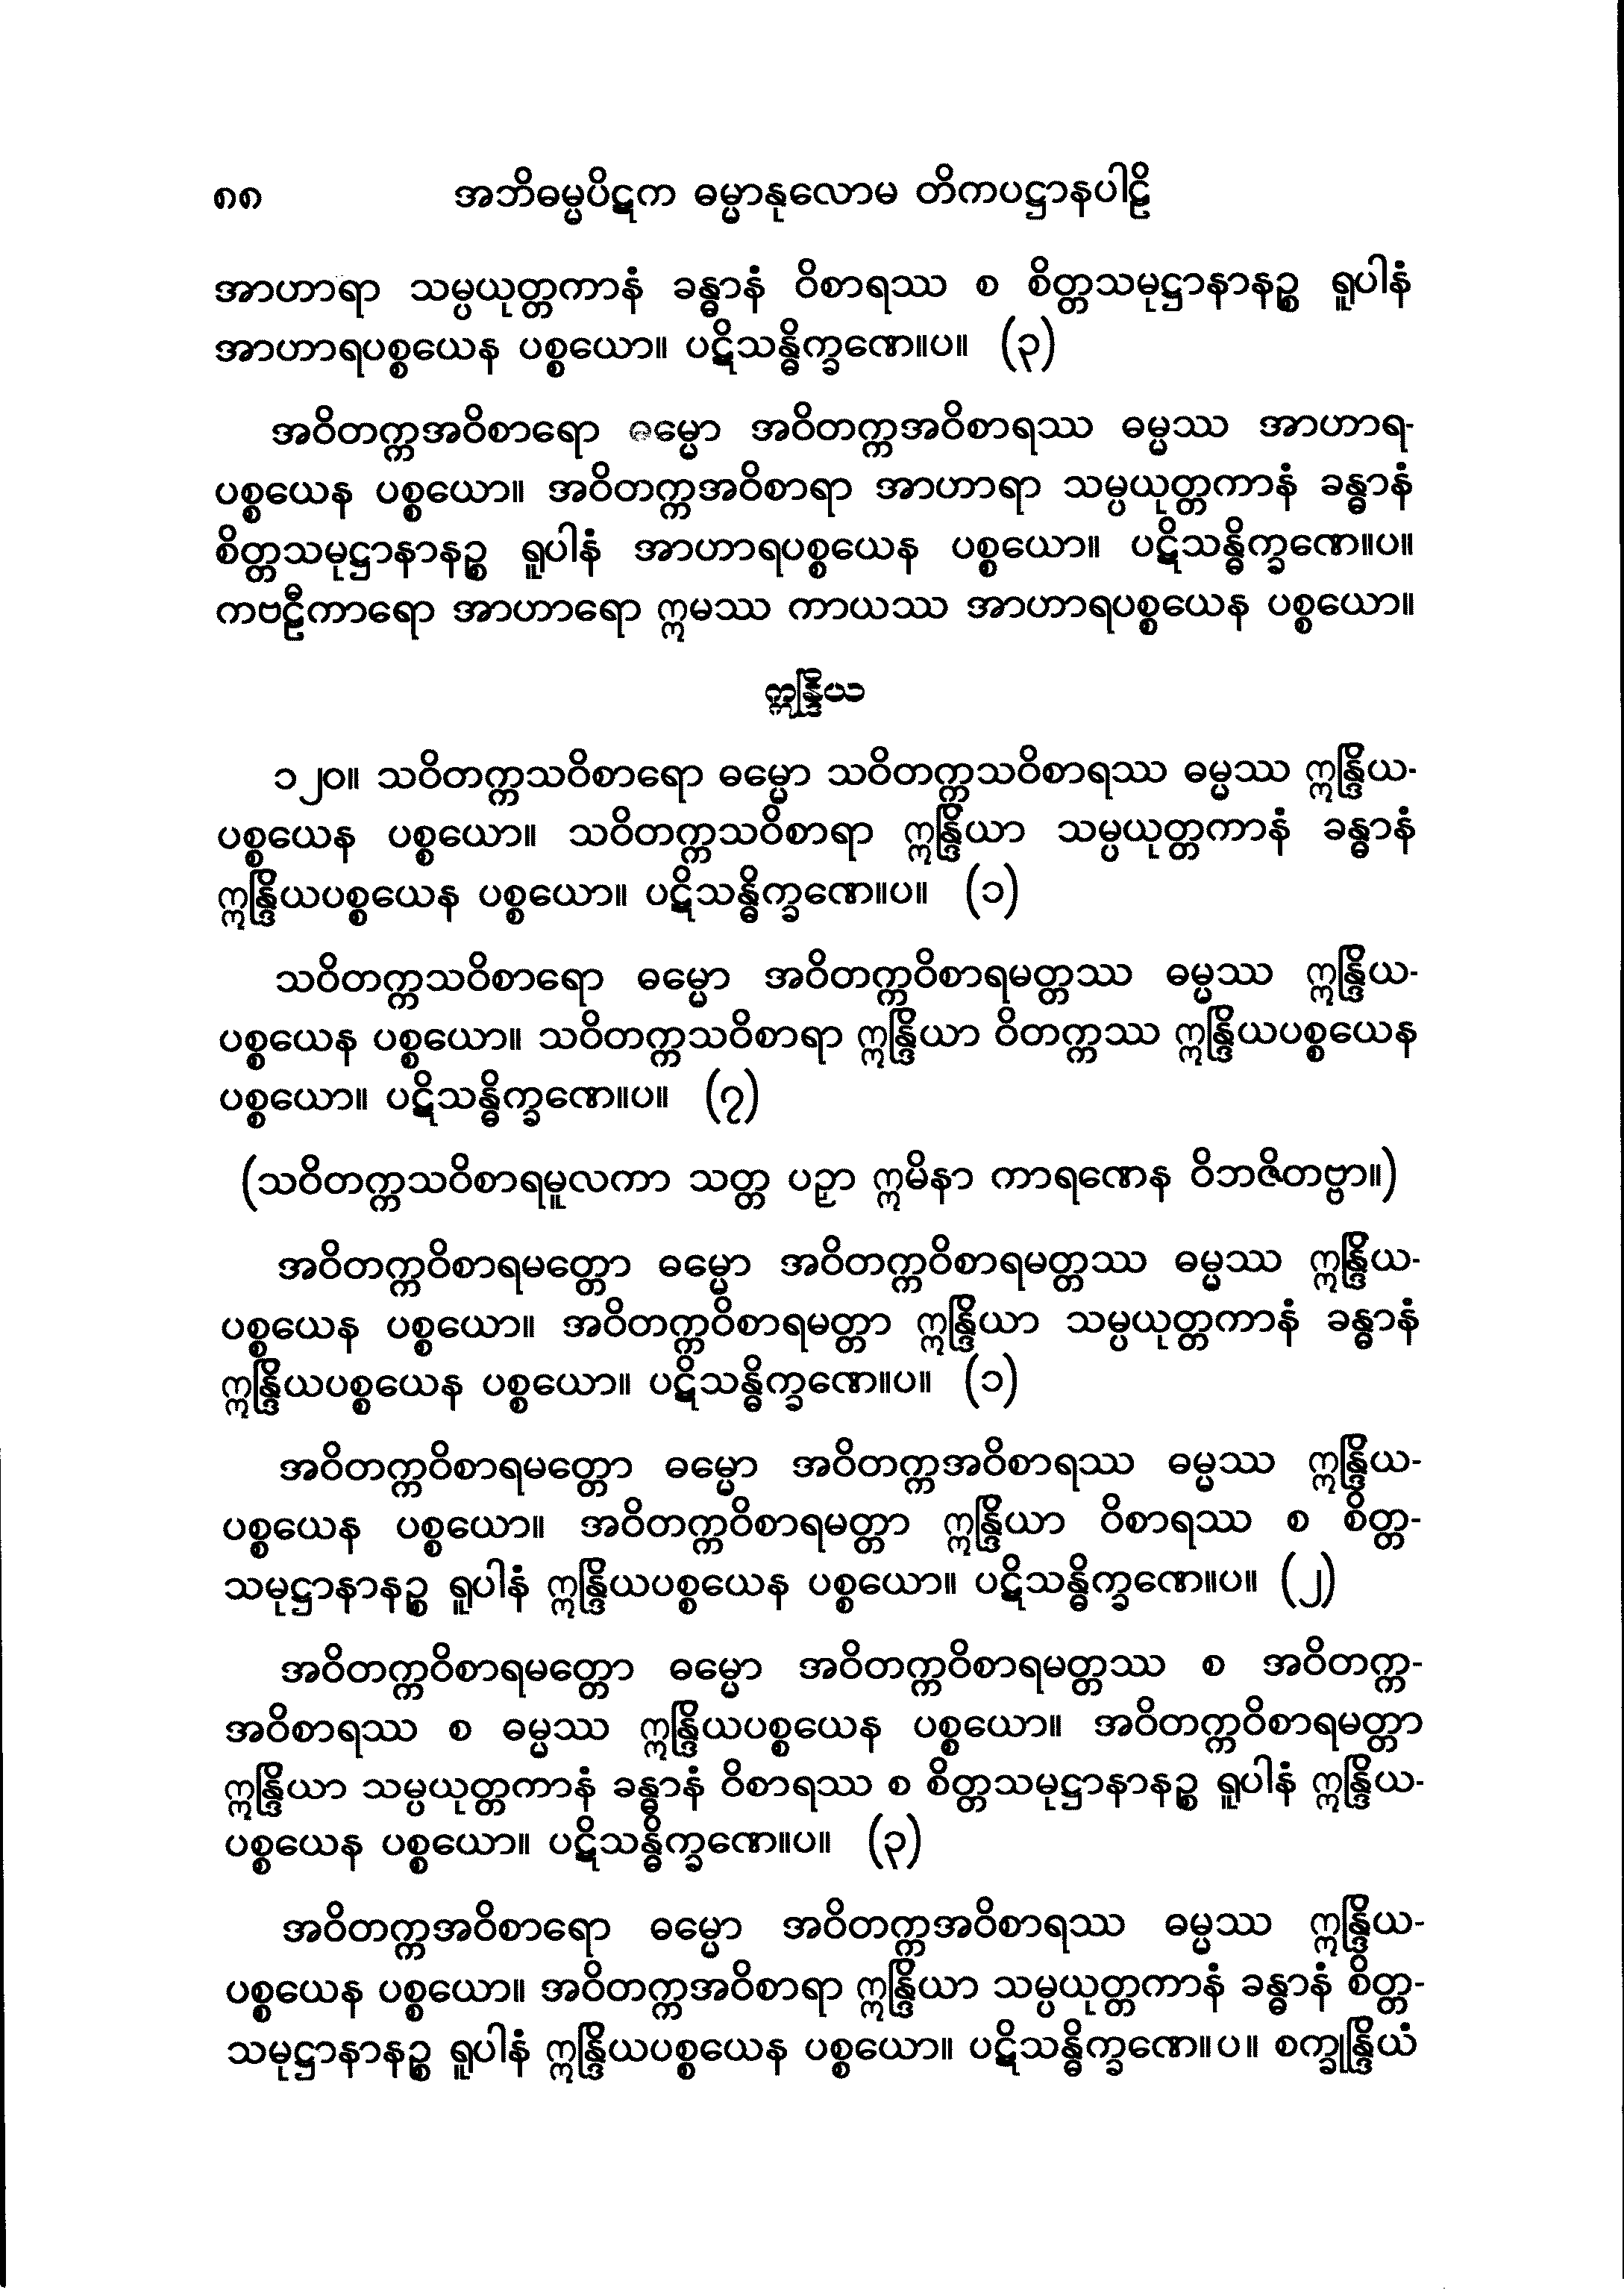 ၈၈ အဘိဓမ္မပိဋက ဓမ္မာနုလောမ တိကပဋ္ဌာနပါဠိ
အာဟာရာ သမ္ပယုတ္တကာနံ ခန္ဓာနံ ဝိစာရဿ စ စိတ္တသမုဋ္ဌာနာနဉ္စ ရူပါနံ
အာဟာရပစ္စယေန ပစ္စယော။ ပဋိသန္ဓိက္ခဏေ။ပ။ (၃)
အဝိတက္ကအဝိစာရော ဓမ္မော အဝိတက္ကအဝိစာရဿ ဓမ္မဿ အာဟာရ-
ပစ္စယေန ပစ္စယော။ အဝိတက္ကအဝိစာရာ အာဟာရာ သမ္ပယုတ္တကာနံ ခန္ဓာနံ
စိတ္တသမုဋ္ဌာနာနဉ္စ ရူပါနံ အာဟာရပစ္စယေန ပစ္စယော။ ပဋိသန္ဓိက္ခဏေ။ပ။
ကဗဠီကာရော အာဟာရော ဣမဿ ကာယဿ အာဟာရပစ္စယေန ပစ္စယော။
ဣန္ဒြိယ
၁၂၀။ သဝိတက္ကသဝိစာရော ဓမ္မော သဝိတက္ကသဝိစာရဿ ဓမ္မဿ ဣန္ဒြိယ-
ပစ္စယေန ပစ္စယော။ သဝိတက္ကသဝိစာရာ ဣန္ဒြိယာ သမ္ပယုတ္တကာနံ ခန္ဓာနံ
ဣန္ဒြိယပစ္စယေန ပစ္စယော။ ပဋိသန္ဓိက္ခဏေ။ပ။ (၁)
သဝိတက္ကသဝိစာရော ဓမ္မော အဝိတက္ကဝိစာရမတ္တဿ ဓမ္မဿ ဣန္ဒြိယ-
ပစ္စယေန ပစ္စယော။ သဝိတက္ကသဝိစာရာ ဣန္ဒြိယာ ဝိတက္ကဿ ဣန္ဒြိယပစ္စယေန
ပစ္စယော။ ပဋိသန္ဓိက္ခဏေ။ပ။ (၇)
(သဝိတက္ကသဝိစာရမူလကာ သတ္တ ပဉှာ ဣမိနာ ကာရဏေန ဝိဘဇိတဗ္ဗာ။)
အဝိတက္ကဝိစာရမတ္တော ဓမ္မော အဝိတက္ကဝိစာရမတ္တဿ ဓမ္မဿ ဣန္ဒြိယ-
ပစ္စယေန ပစ္စယော။ အဝိတက္ကဝိစာရမတ္တာ ဣန္ဒြိယာ သမ္ပယုတ္တကာနံ ခန္ဓာနံ
ဣန္ဒြိယပစ္စယေန ပစ္စယော။ ပဋိသန္ဓိက္ခဏေ။ပ။ (၁)
အဝိတက္ကဝိစာရမတ္တော ဓမ္မော အဝိတက္ကအဝိစာရဿ ဓမ္မဿ ဣန္ဒြိယ-
ပစ္စယေန ပစ္စယော။ အဝိတက္ကဝိစာရမတ္တာ ဣန္ဒြိယာ ဝိစာရဿ စ စိတ္တ-
သမုဋ္ဌာနာနဉ္စ ရူပါနံ ဣန္ဒြိယပစ္စယေန ပစ္စယော။ ပဋိသန္ဓိက္ခဏေ။ပ။ (၂)
အဝိတက္ကဝိစာရမတ္တော ဓမ္မော အဝိတက္ကဝိစာရမတ္တဿ စ အဝိတက္က-
အဝိစာရဿ စ ဓမ္မဿ ဣန္ဒြိယပစ္စယေန ပစ္စယော။ အဝိတက္ကဝိစာရမတ္တာ
ဣန္ဒြိယာ သမ္ပယုတ္တကာနံ ခန္ဓာနံ ဝိစာရဿ စ စိတ္တသမုဋ္ဌာနာနဉ္စ ရူပါနံ ဣန္ဒြိယ-
ပစ္စယေန ပစ္စယော။ ပဋိသန္ဓိက္ခဏေ။ပ။ (၃)
အဝိတက္ကအဝိစာရော ဓမ္မော အဝိတက္ကအဝိစာရဿ ဓမ္မဿ ဣန္ဒြိယ-
ပစ္စယေန ပစ္စယော။ အဝိတက္ကအဝိစာရာ ဣန္ဒြိယာ သမ္ပယုတ္တကာနံ ခန္ဓာနံ စိတ္တ-
သမုဋ္ဌာနာနဉ္စ ရူပါနံ ဣန္ဒြိယပစ္စယေန ပစ္စယော။ ပဋိသန္ဓိက္ခဏေ။ပ။ စက္ခုန္ဒြိယံ